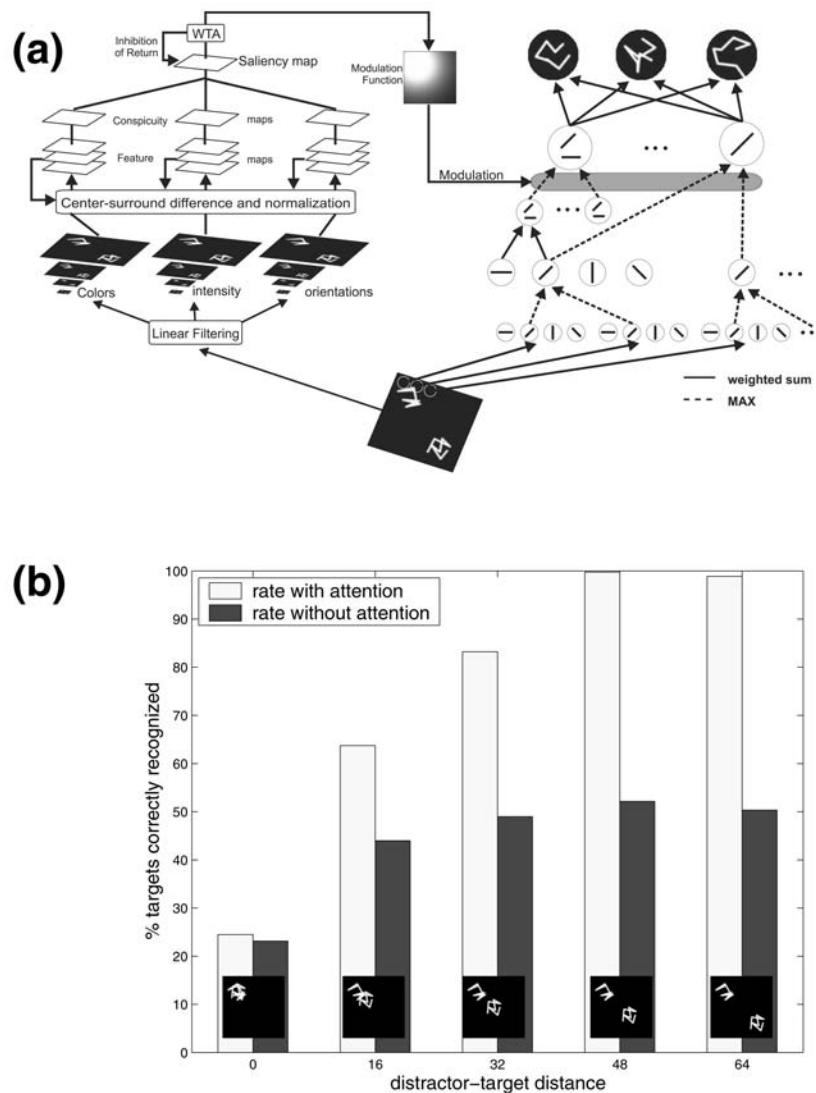 (a)
WTA
Inhibition
of Return
Saliency map
Modulation
Function
Conspicuity
maps
Feature
maps
Modulation
Center-surround difference and normalization
Colors
intensity
orientations
Linear Filtering
weighted sum
MAX
(b)
100
90
80
70
60
50
40
30
20
10
0
% targets correctly recognized
rate with attention
rate without attention
0 16 32 48 64
distractor–target distance